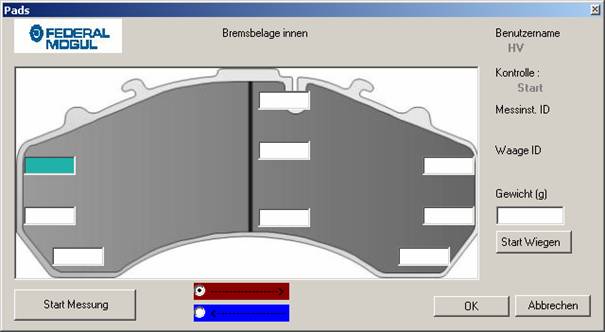 Pads
FEDERAL
MOGUL
Bremsbelage innen
Benutzername
HV
Kontrolle :
Start
Messinst. ID
Waage ID
Gewicht (g)
Start Wiegen
Start Messung
OK
Abbrechen